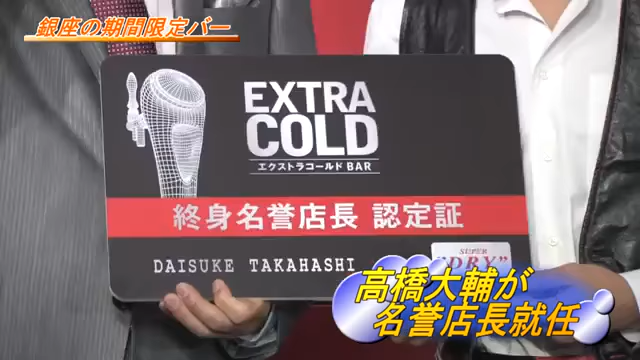 銀座の期間限定バー
EXTRA
COLD
エクストラコールド BAR
終身名誉店長 認定証
DAISUKE TAKAHASHI
SUPER
"DRY"
高橋大輔が
名誉店長就任